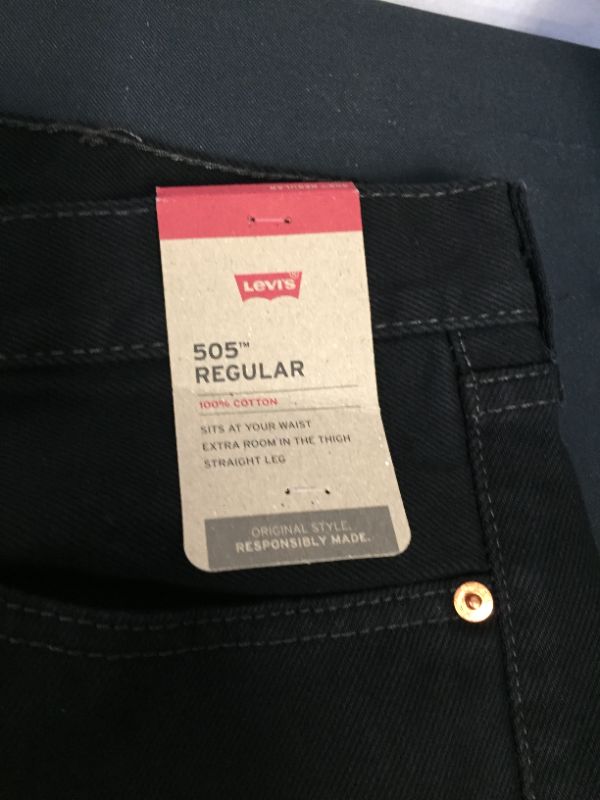 Levi's
505™
REGULAR
100% COTTON
SITS AT YOUR WAIST
EXTRA ROOM IN THE THIGH
STRAIGHT LEG
ORIGINAL STYLE.
RESPONSIBLY MADE.